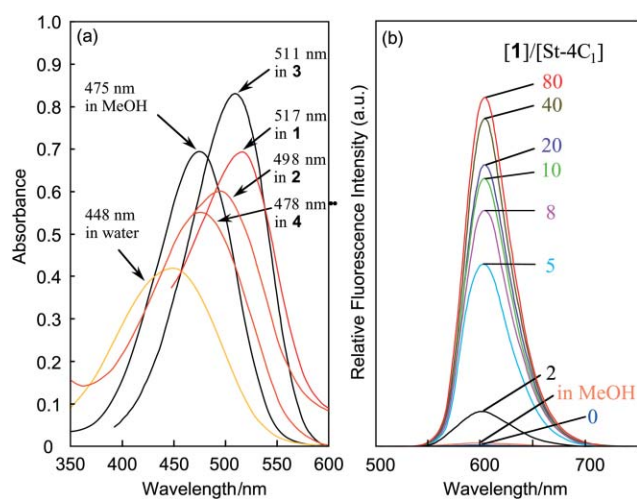 (a)
511 nm
in 3
475 nm
in MeOH
517 nm
in 1
498 nm
in 2
478 nm••
in 4
448 nm
in water
Absorbance
1.0
0.9
0.8
0.7
0.6
0.5
0.4
0.3
0.2
0.1
0
350
400
450
500
550
600
Wavelength/nm
(b)
[1]/[St-4C1]
80
40
20
10
8
5
2
in MeOH
0
Relative Fluorescence Intensity (a.u.)
500
600
700
Wavelength/nm